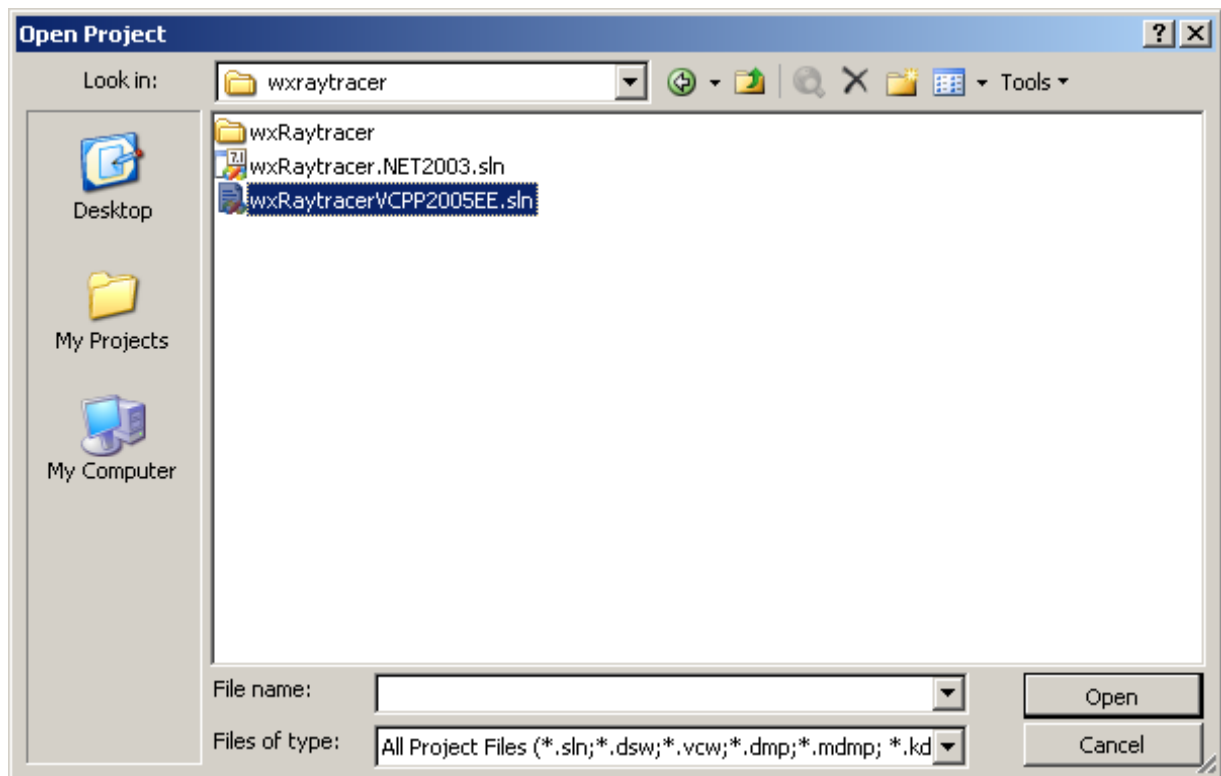 Open Project
Look in:
wxraytracer
Tools
Desktop
My Projects
My Computer
wxRaytracer
wxRaytracer.NET2003.sln
wxRaytracerVCPP2005EE.sln
File name:
Open
Files of type:
All Project Files (*.sln;*.dsw;*.vcw;*.dmp;*.mdmp; *.kd
Cancel